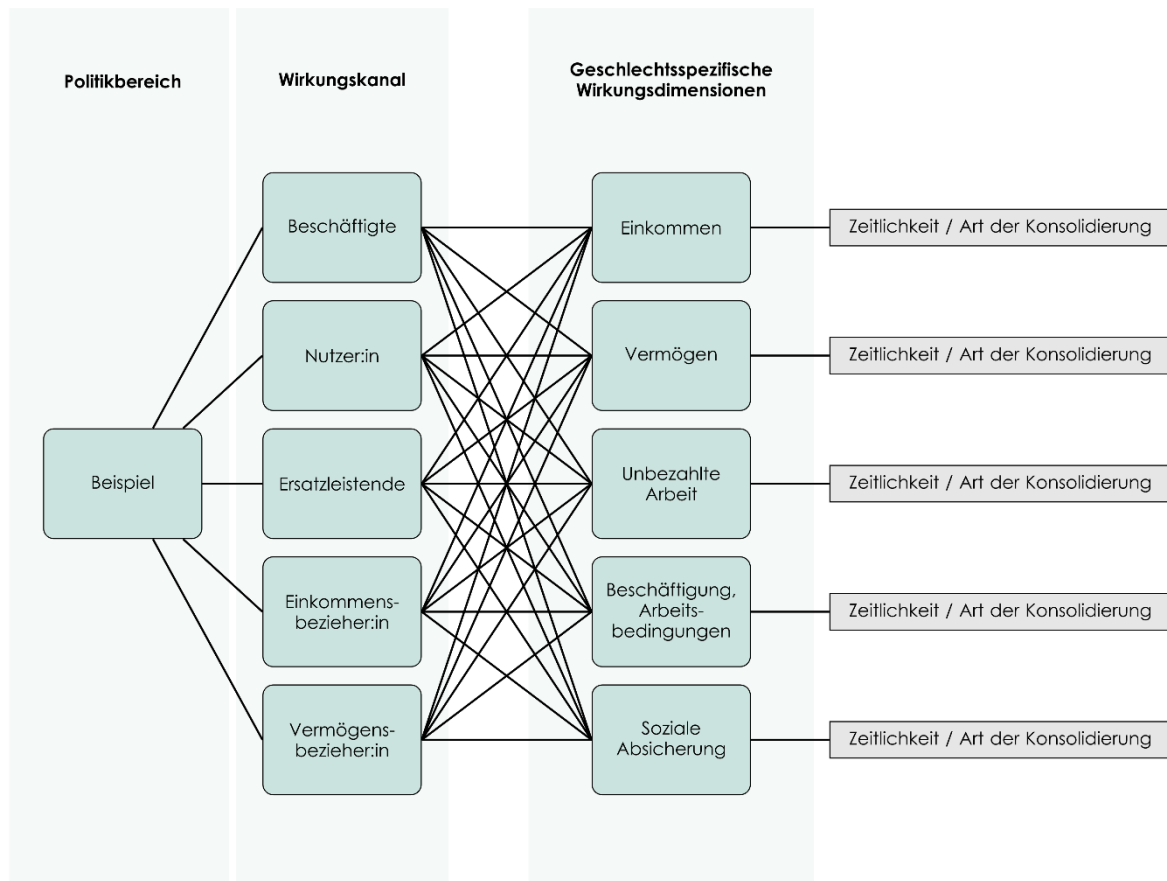 Politikbereich
Wirkungskanal
Geschlechtsspezifische
Wirkungsdimensionen
Beschäftigte
Einkommen
Zeitlichkeit / Art der Konsolidierung
Nutzer:in
Vermögen
Zeitlichkeit / Art der Konsolidierung
Beispiel
Ersatzleistende
Unbezahlte
Arbeit
Zeitlichkeit / Art der Konsolidierung
Einkommens-
bezieher:in
Beschäftigung,
Arbeits-
bedingungen
Zeitlichkeit / Art der Konsolidierung
Vermögens-
bezieher:in
Soziale
Absicherung
Zeitlichkeit / Art der Konsolidierung